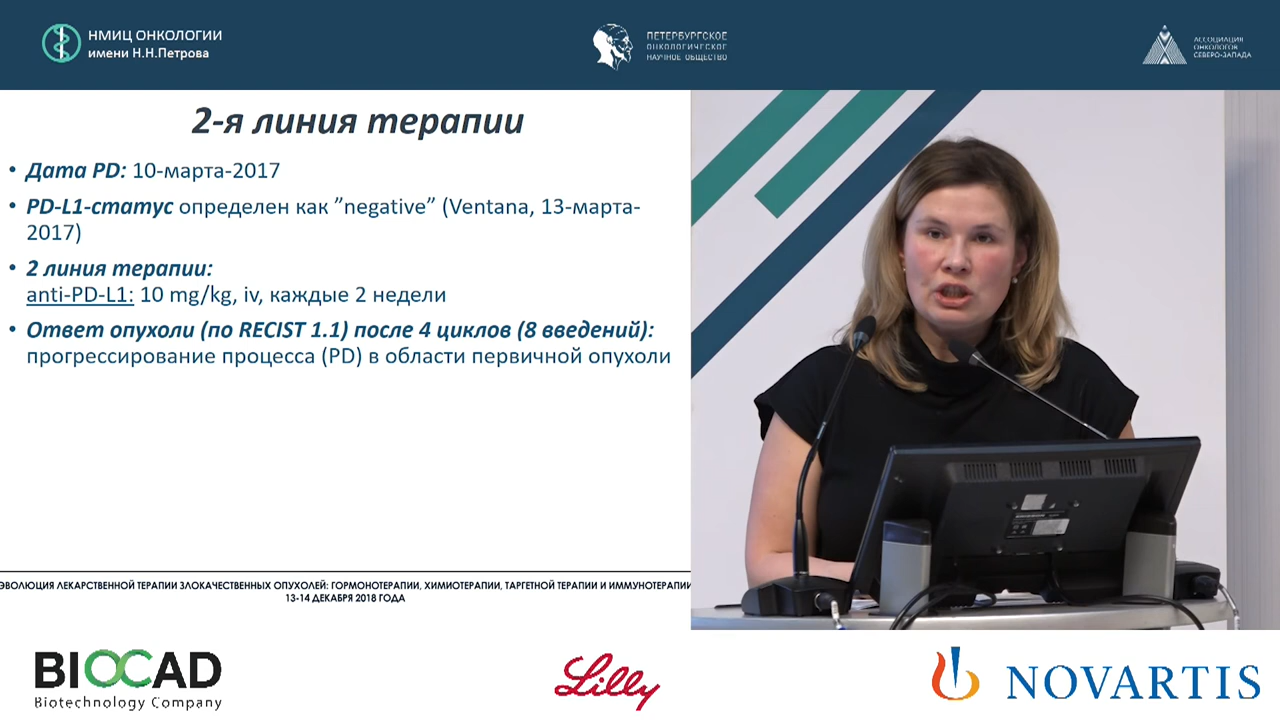 НМИЦ ОНКОЛОГИИ
имени Н.Н.Петрова
ПЕТЕРБУРГСКОЕ
ОНКОЛОГИЧЕСКОЕ
НАУЧНОЕ ОБЩЕСТВО
АССОЦИАЦИЯ
ОНКОЛОГОВ
СЕВЕРО-ЗАПАДА
2-я линия терапии
• Дата PD: 10-марта-2017
• PD-L1-статус определен как ”negative” (Ventana, 13-марта-
2017)
• 2 линия терапии:
anti-PD-L1: 10 mg/kg, iv, каждые 2 недели
• Ответ опухоли (по RECIST 1.1) после 4 циклов (8 введений):
прогрессирование процесса (PD) в области первичной опухоли
ЭВОЛЮЦИЯ ЛЕКАРСТВЕННОЙ ТЕРАПИИ ЗЛОКАЧЕСТВЕННЫХ ОПУХОЛЕЙ: ГОРМОНОТЕРАПИИ, ХИМИОТЕРАПИИ, ТАРГЕТНОЙ ТЕРАПИИ И ИММУНОТЕРАПИИ
13-14 ДЕКАБРЯ 2018 ГОДА
BIOCAD
Biotechnology Company
Lilly
NOVARTIS